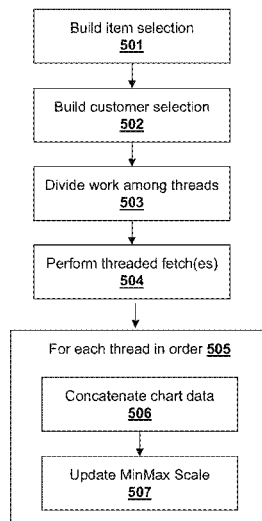 Build item selection
501
Build customer selection
502
Divide work among threads
503
Perform threaded fetch(es)
504
For each thread in order 505
Concatenate chart data
506
Update MinMax Scale
507